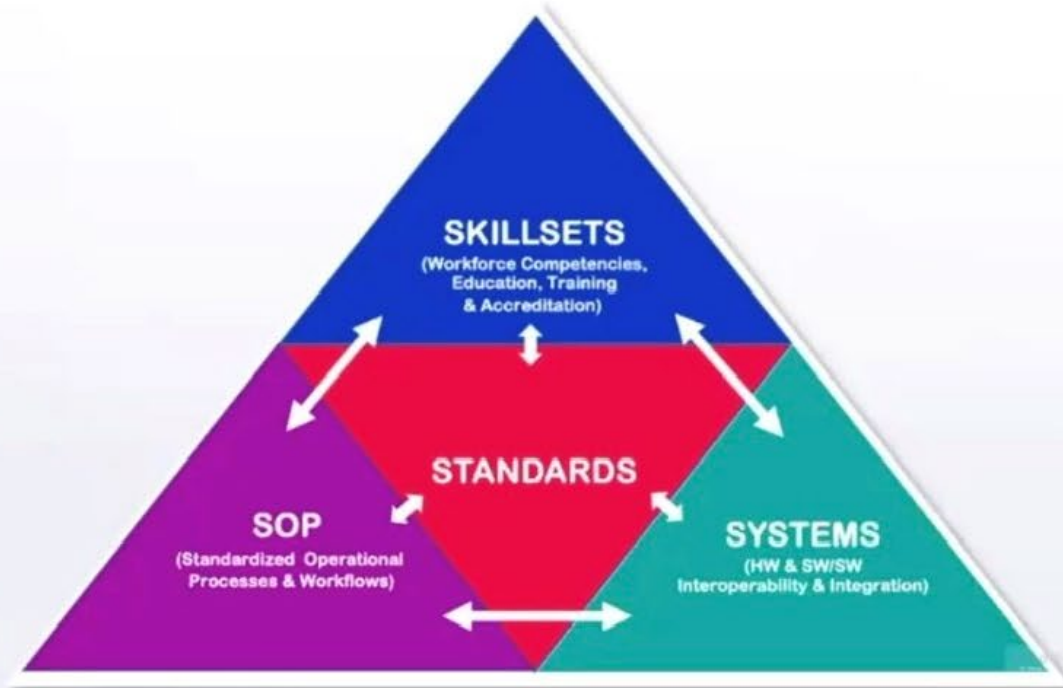 SKILLSETS
(Workforce Competencies,
Education, Training
& Accreditation)
STANDARDS
SOP
(Standardized Operational
Processes & Workflows)
SYSTEMS
(HW & SW/SW
Interoperability & Integration)